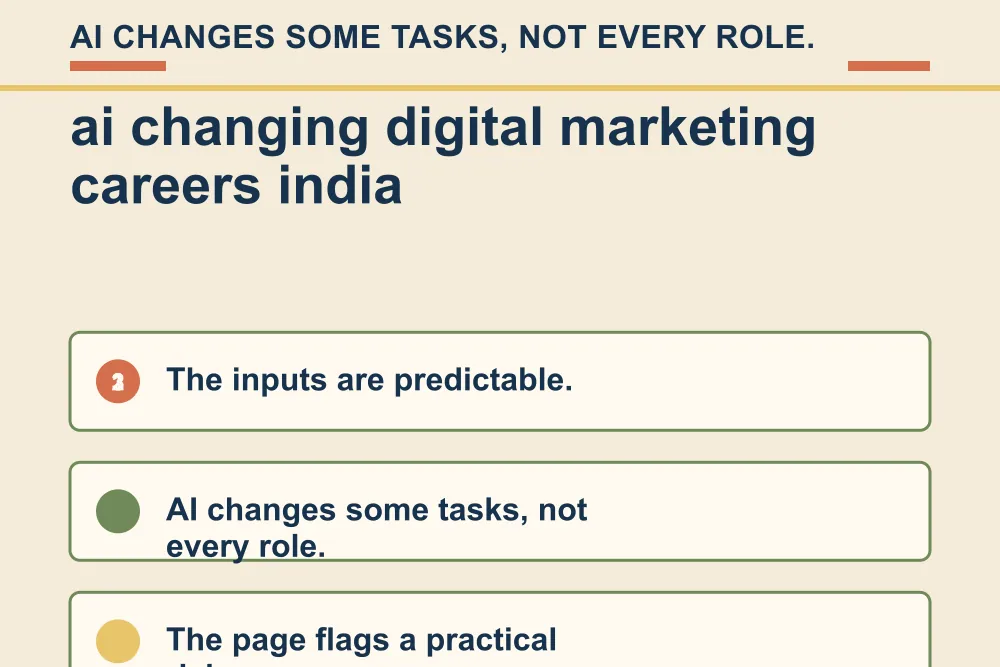 AI CHANGES SOME TASKS, NOT EVERY ROLE.
ai changing digital marketing
careers india
The inputs are predictable.
AI changes some tasks, not
every role.
The page flags a practical